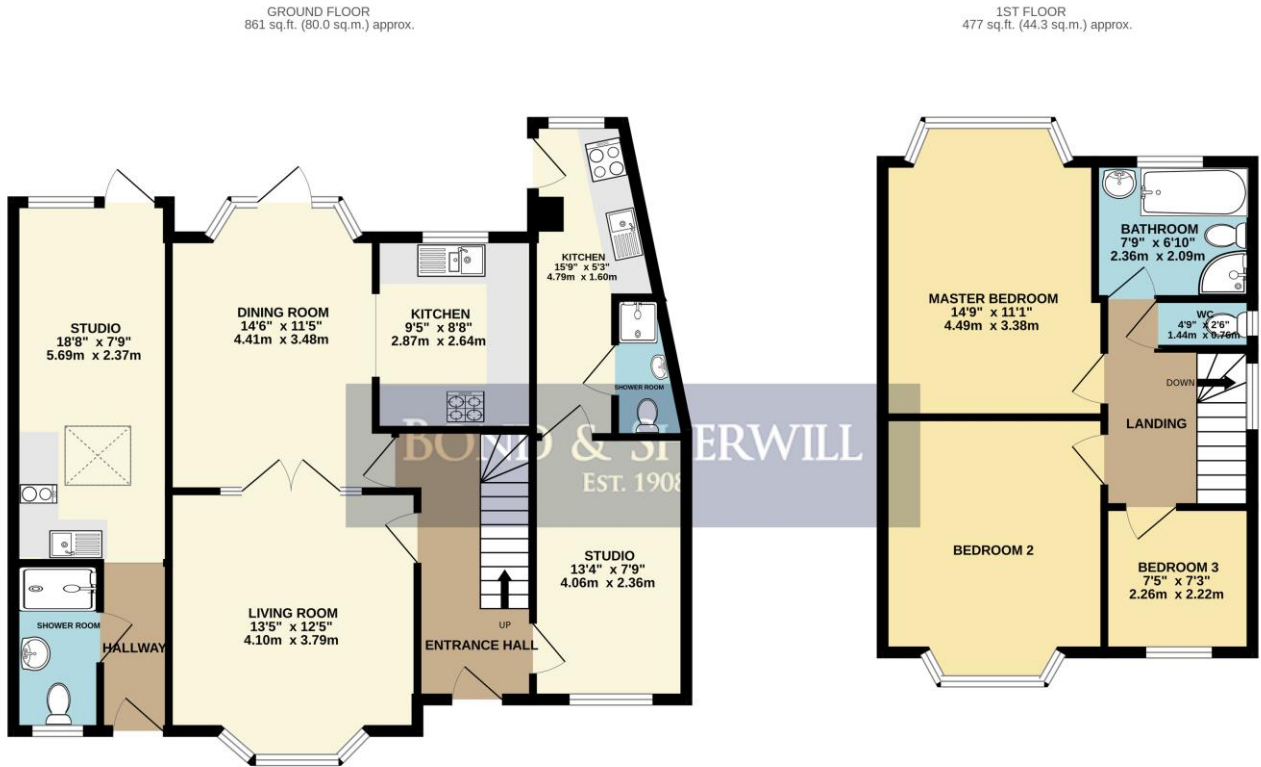 GROUND FLOOR
861 sq.ft. (80.0 sq.m.) approx.
STUDIO
18'8" x 7'9"
5.69m x 2.37m
DINING ROOM
14'6" x 11'5"
4.41m x 3.48m
KITCHEN
9'5" x 8'8"
2.87m x 2.64m
KITCHEN
15'9" x 5'3"
4.79m x 1.60m
SHOWER ROOM
BOND & SHERWILL
EST. 1908
STUDIO
13'4" x 7'9"
4.06m x 2.36m
LIVING ROOM
13'5" x 12'5"
4.10m x 3.79m
SHOWER ROOM
HALLWAY
UP
ENTRANCE HALL
1ST FLOOR
477 sq.ft. (44.3 sq.m.) approx.
BATHROOM
7'9" x 6'10"
2.36m x 2.09m
MASTER BEDROOM
14'9" x 11'1"
4.49m x 3.38m
WC
4'9" x 2'6"
1.44m x 0.76m
DOWN
LANDING
BEDROOM 2
BEDROOM 3
7'5" x 7'3"
2.26m x 2.22m